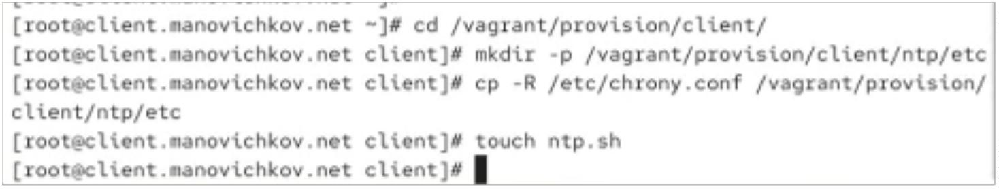 [root@client.manovichkov.net ~]# cd /vagrant/provision/client/
[root@client.manovichkov.net client]# mkdir -p /vagrant/provision/client/ntp/etc
[root@client.manovichkov.net client]# cp -R /etc/chrony.conf /vagrant/provision/
client/ntp/etc
[root@client.manovichkov.net client]# touch ntp.sh
[root@client.manovichkov.net client]#